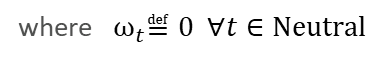 where ω_t ≝ 0 ∀t ∈ Neutral